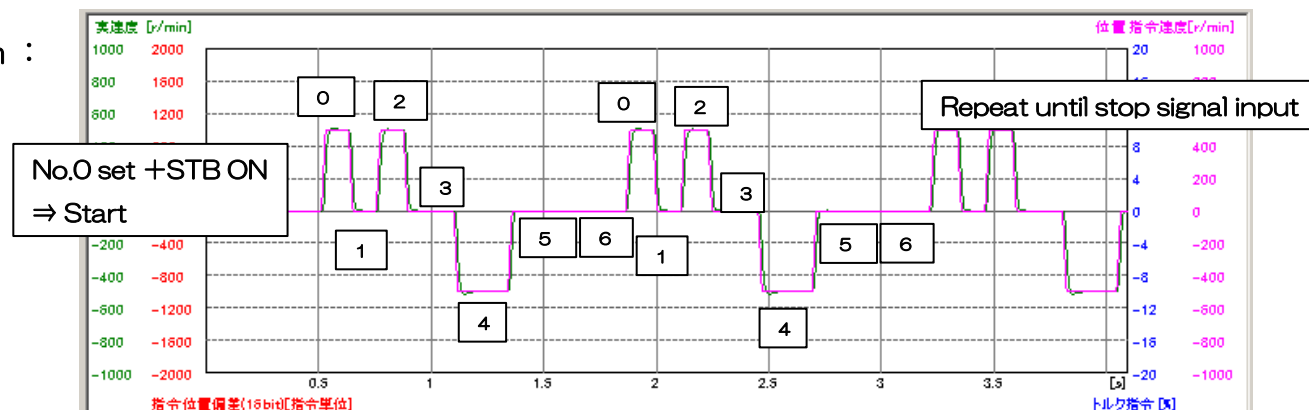 n :
実速度 [r/min]
位置指令速度[r/min]
1000 2000 20 1000
800 1600
600 1200
0 2 0 2
Repeat until stop signal input
8 400
No.0 set +STB ON
⇒ Start
4 200
3 3
0 0
1 5 6 1 5 6
-200 -400 -4 -200
-400 -800 -8 -400
4 4
-600 -1200 -12 -600
-800 -1600 -16 -800
-1000 -2000 -20 -1000
0.5 1 1.5 2 2.5 3 3.5 [s]
指令位置偏差(16bit)[指令単位]
トルク指令 [%]